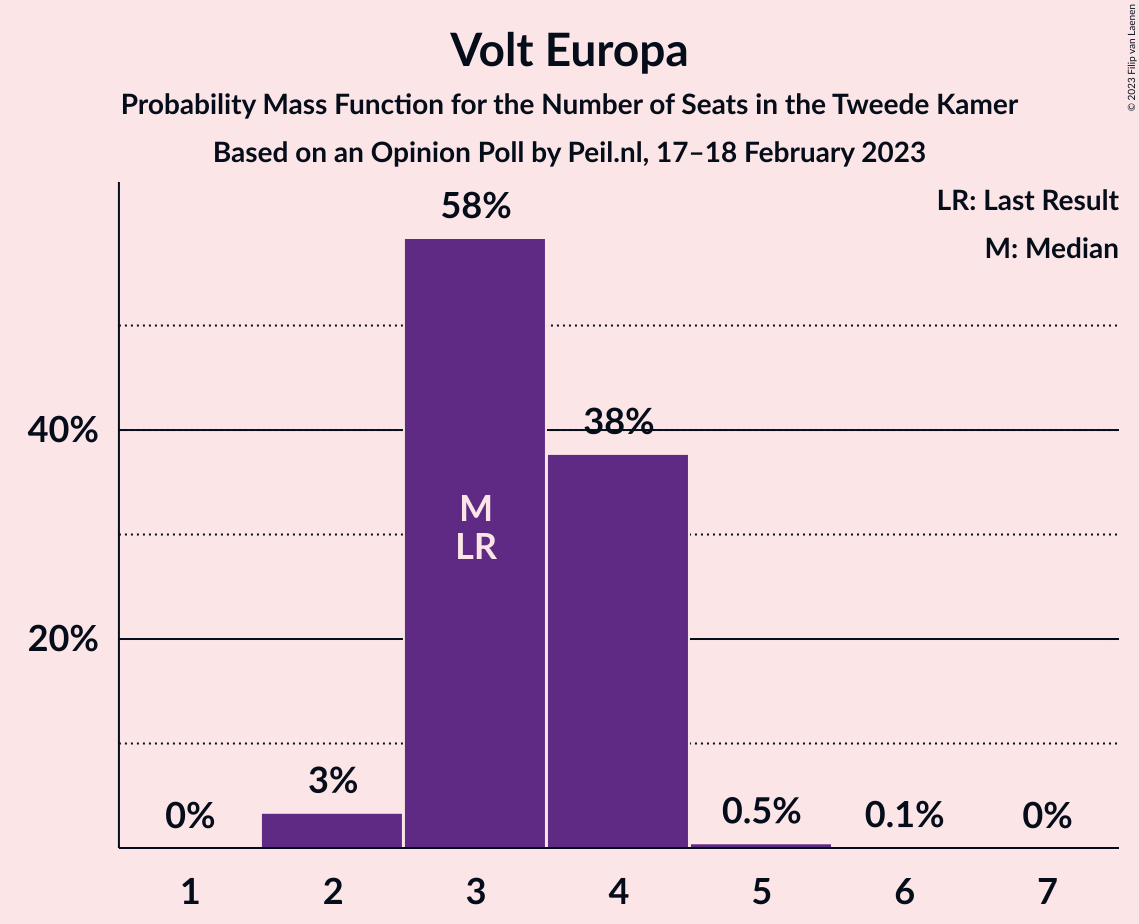 Volt Europa
Probability Mass Function for the Number of Seats in the Tweede Kamer
Based on an Opinion Poll by Peil.nl, 17–18 February 2023
© 2023 Filip van Laenen
LR: Last Result
M: Median
58%
40%
38%
M
LR
20%
3%
0%
0.5%
0.1%
0%
1 2 3 4 5 6 7